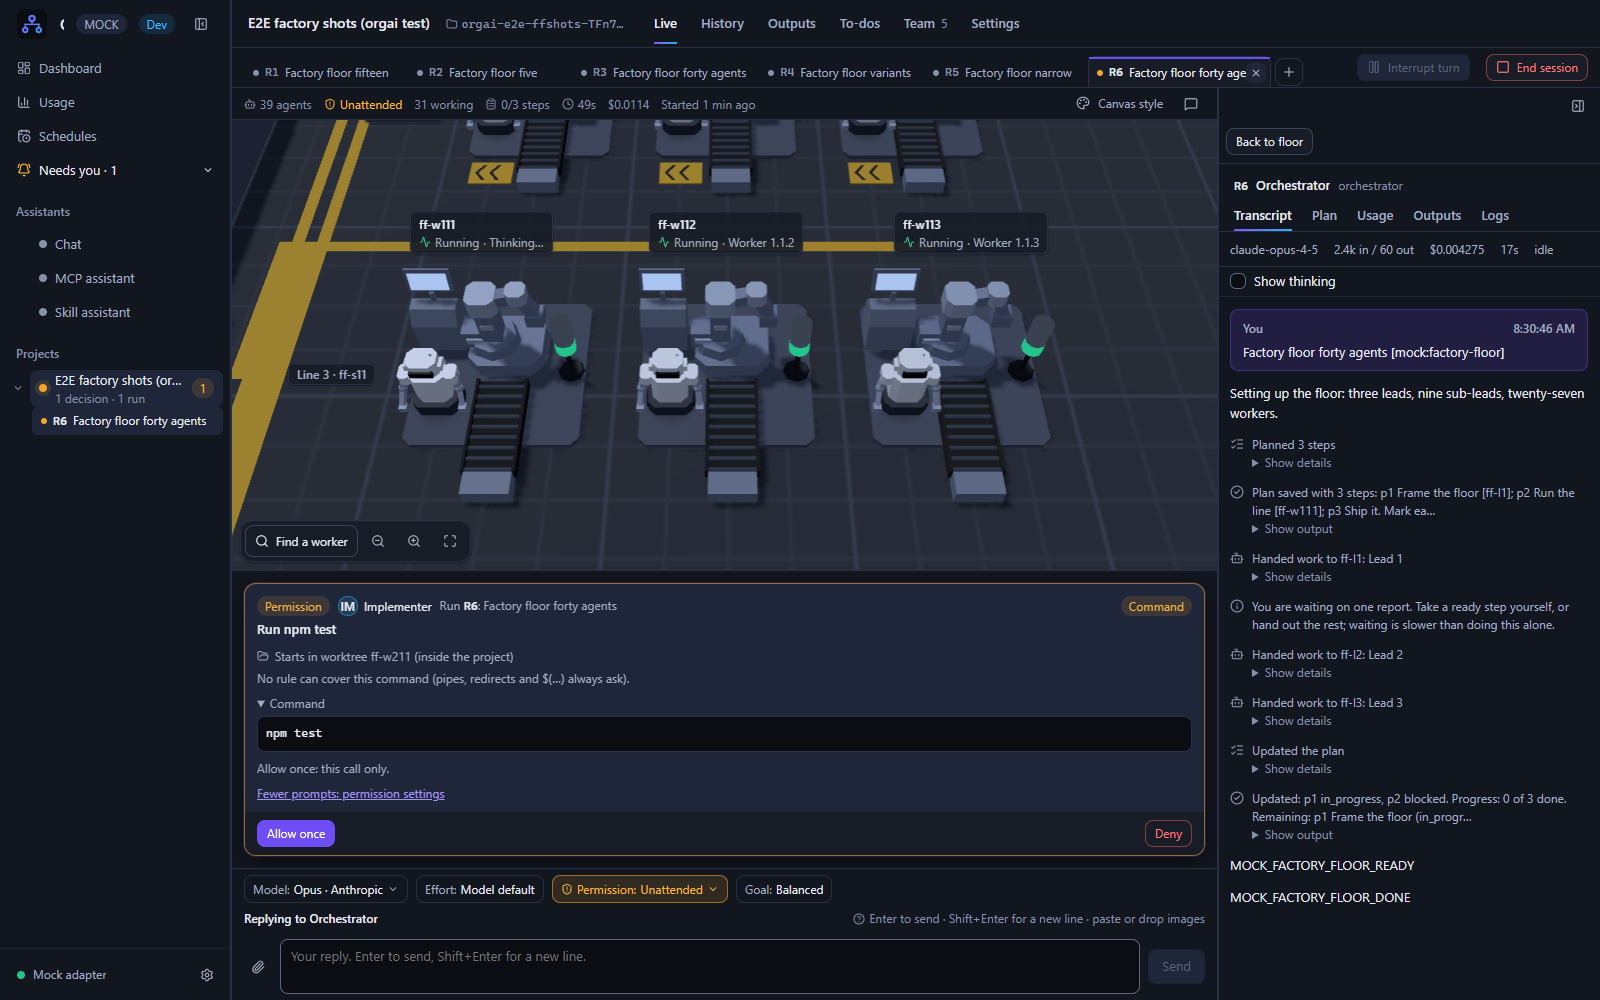 MOCK
Dev
Dashboard
Usage
Schedules
Needs you · 1
Assistants
Chat
MCP assistant
Skill assistant
Projects
E2E factory shots (or...
1 decision · 1 run
1
R6 Factory floor forty agents
Mock adapter
E2E factory shots (orgai test)
orgai-e2e-ffshots-TFn7...
Live
History
Outputs
To-dos
Team 5
Settings
R1 Factory floor fifteen
R2 Factory floor five
R3 Factory floor forty agents
R4 Factory floor variants
R5 Factory floor narrow
R6 Factory floor forty age
Interrupt turn
End session
39 agents
Unattended
31 working
0/3 steps
49s
$0.0114
Started 1 min ago
Canvas style
ff-w111
Running · Thinking...
ff-w112
Running · Worker 1.1.2
ff-w113
Running · Worker 1.1.3
Line 3 · ff-s11
Find a worker
Permission
IM
Implementer
Run R6: Factory floor forty agents
Command
Run npm test
Starts in worktree ff-w211 (inside the project)
No rule can cover this command (pipes, redirects and $(...) always ask).
Command
npm test
Allow once: this call only.
Fewer prompts: permission settings
Allow once
Deny
Model: Opus · Anthropic
Effort: Model default
Permission: Unattended
Goal: Balanced
Replying to Orchestrator
Enter to send · Shift+Enter for a new line · paste or drop images
Your reply. Enter to send, Shift+Enter for a new line.
Send
Back to floor
R6 Orchestrator orchestrator
Transcript
Plan
Usage
Outputs
Logs
claude-opus-4-5
2.4k in / 60 out
$0.004275
17s
idle
Show thinking
You
8:30:46 AM
Factory floor forty agents [mock:factory-floor]
Setting up the floor: three leads, nine sub-leads, twenty-seven
workers.
Planned 3 steps
Show details
Plan saved with 3 steps: p1 Frame the floor [ff-l1]; p2 Run the
line [ff-w111]; p3 Ship it. Mark ea...
Show output
Handed work to ff-l1: Lead 1
Show details
You are waiting on one report. Take a ready step yourself, or
hand out the rest; waiting is slower than doing this alone.
Handed work to ff-l2: Lead 2
Show details
Handed work to ff-l3: Lead 3
Show details
Updated the plan
Show details
Updated: p1 in_progress, p2 blocked. Progress: 0 of 3 done.
Remaining: p1 Frame the floor (in_progr...
Show output
MOCK_FACTORY_FLOOR_READY
MOCK_FACTORY_FLOOR_DONE